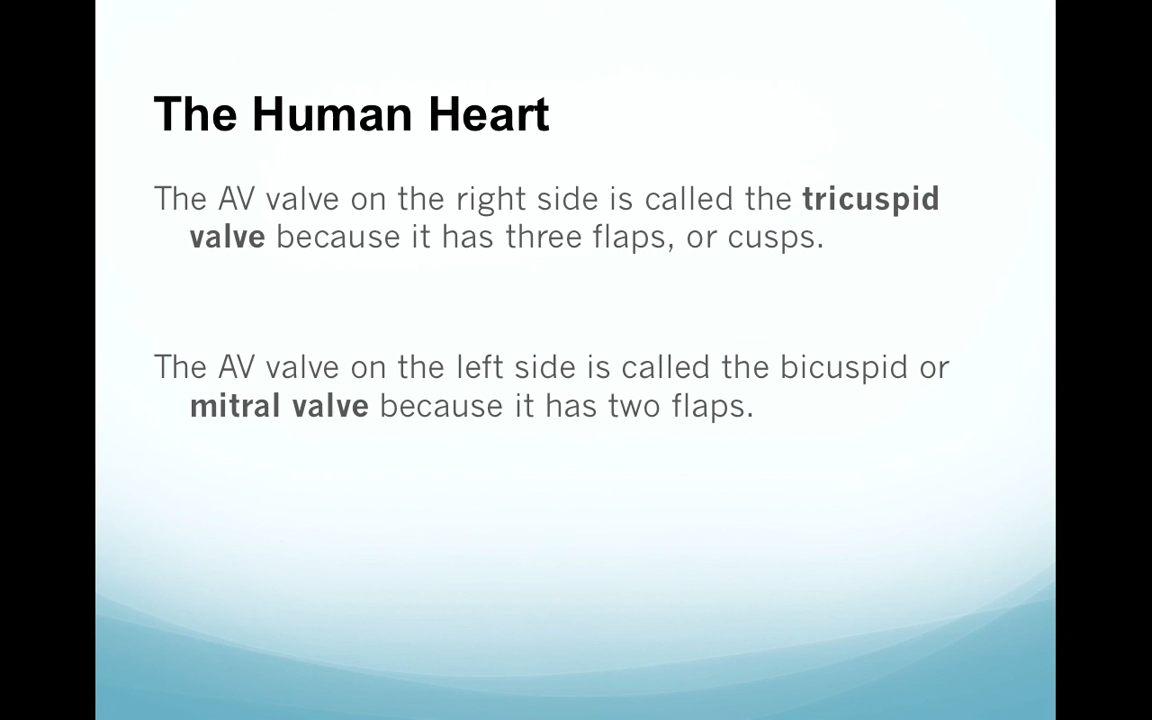 The Human Heart
The AV valve on the right side is called the tricuspid
valve because it has three flaps, or cusps.
The AV valve on the left side is called the bicuspid or
mitral valve because it has two flaps.